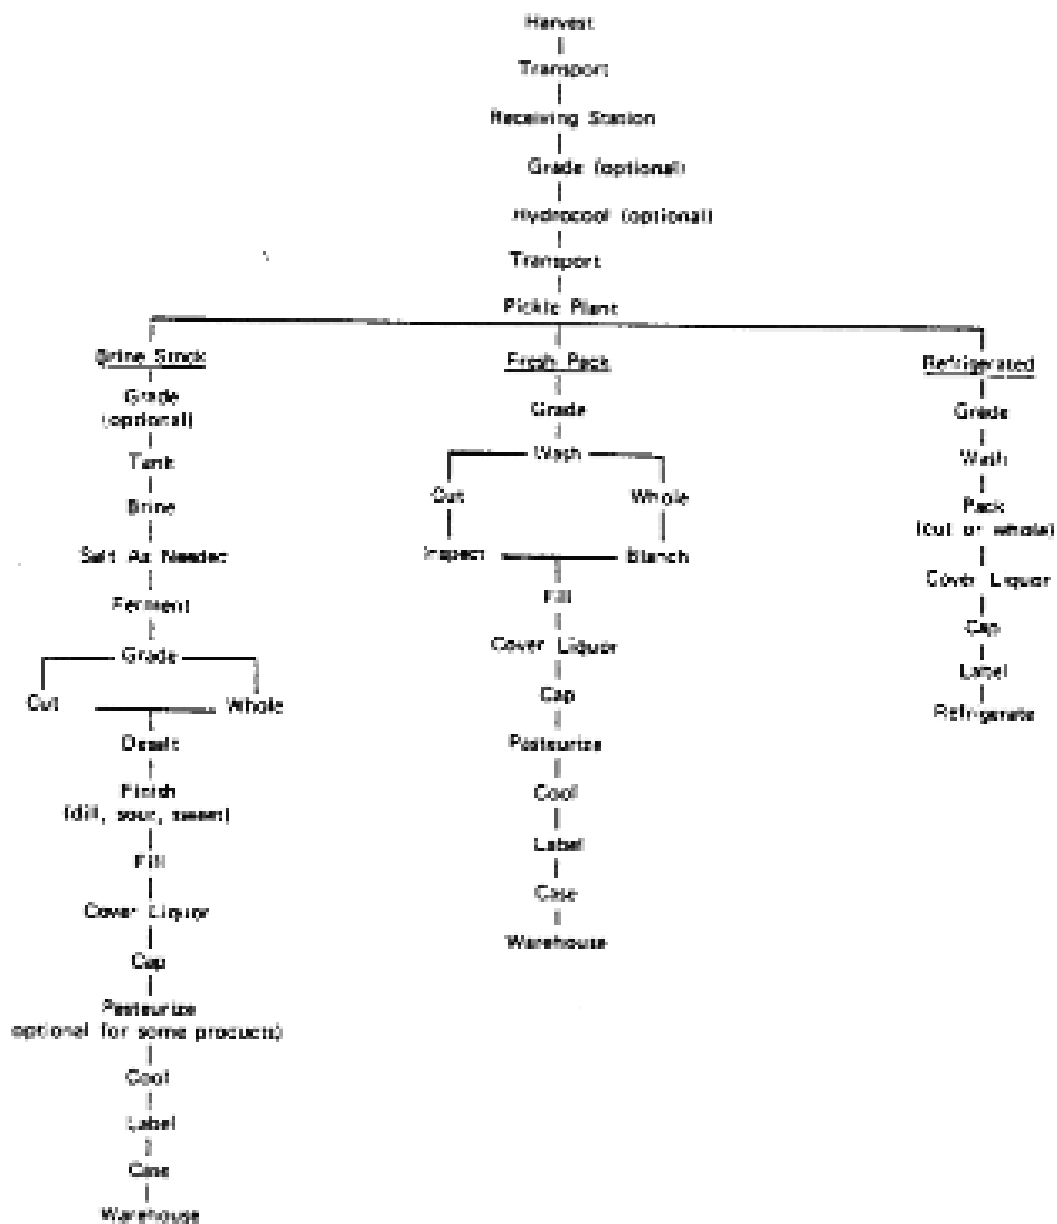 Harvest
Transport
Receiving Station
Grade (optional)
Hydrocool (optional)
Transport
Pickle Plant
Brine Stock
Grade
(optional)
Tank
Brine
Salt As Needed
Ferment
Grade
Cut
Whole
Desalt
Finish
(dill, sour, sweet)
Fill
Cover Liquor
Cap
Pasteurize
optional for some products)
Cool
Label
Case
Warehouse
Fresh Pack
Grade
Wash
Cut
Whole
Inspect
Blanch
Fill
Cover Liquor
Cap
Pasteurize
Cool
Label
Case
Warehouse
Refrigerated
Grade
Wash
Pack
(cut or whole)
Cover Liquor
Cap
Label
Refrigerate